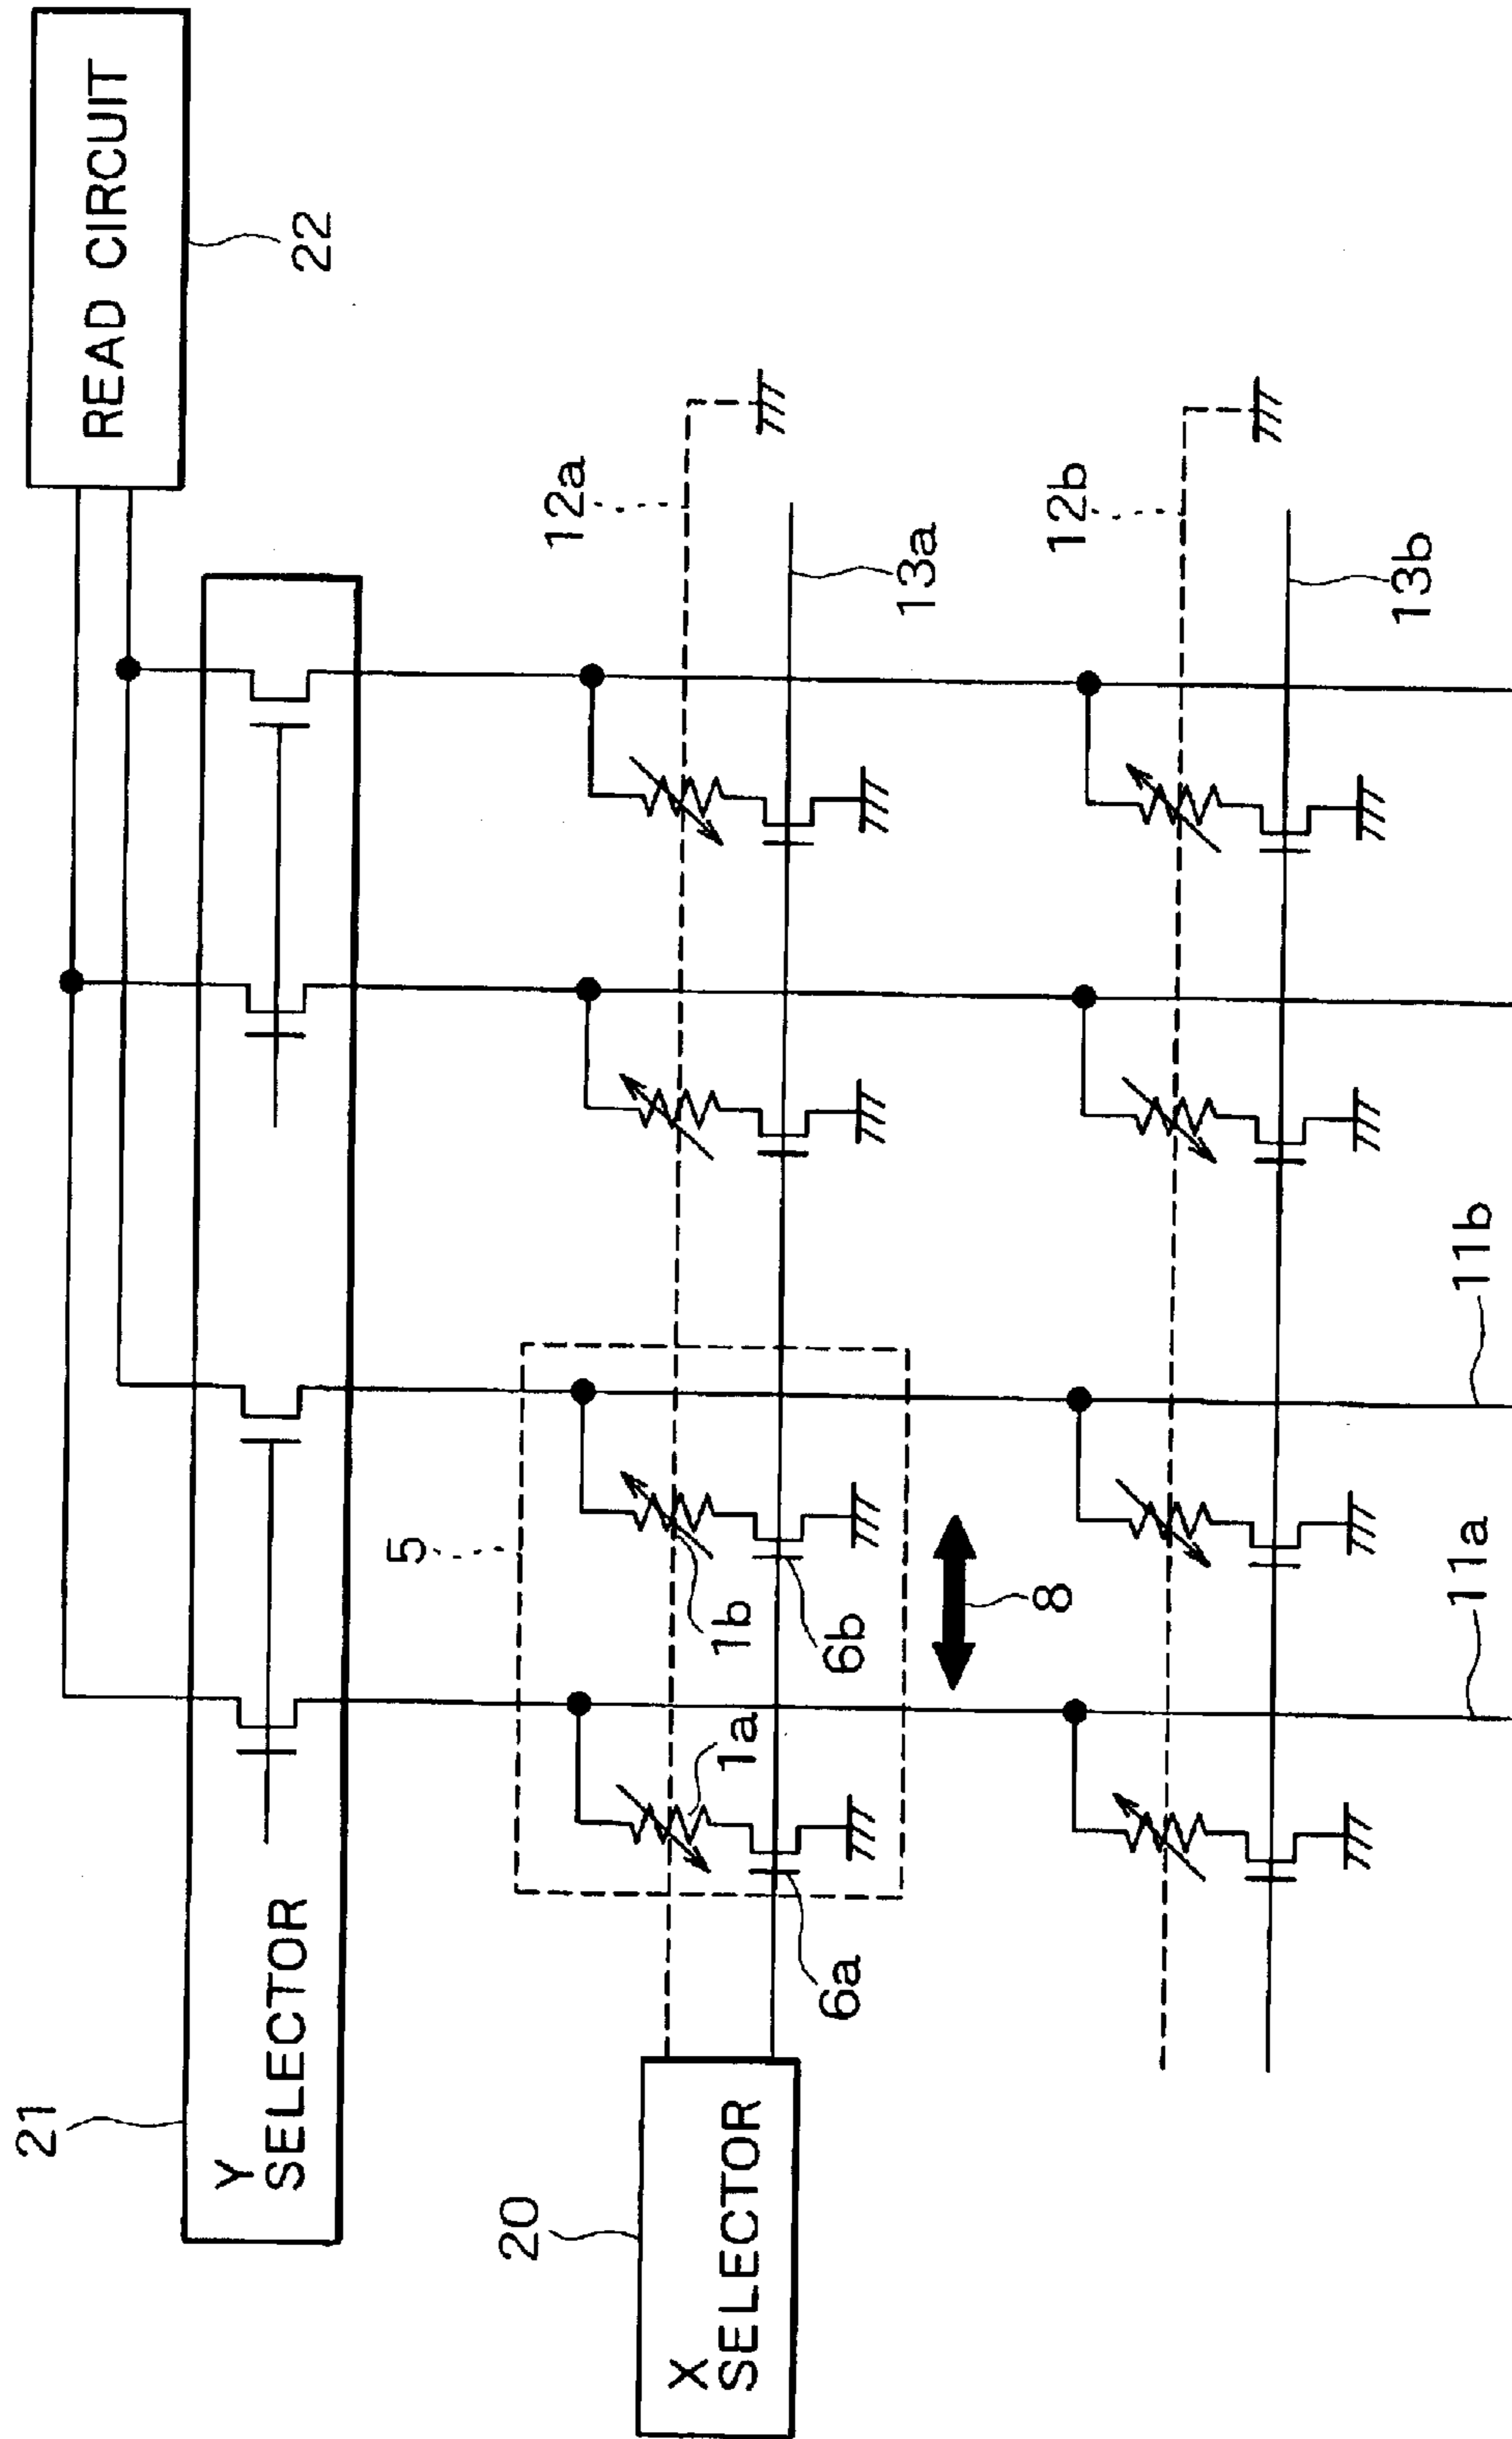 READ CIRCUIT
22
21
Y
SELECTOR
12a
13a
5
1a
1b
6a
6b
20
X
SELECTOR
8
12b
13b
11a
11b